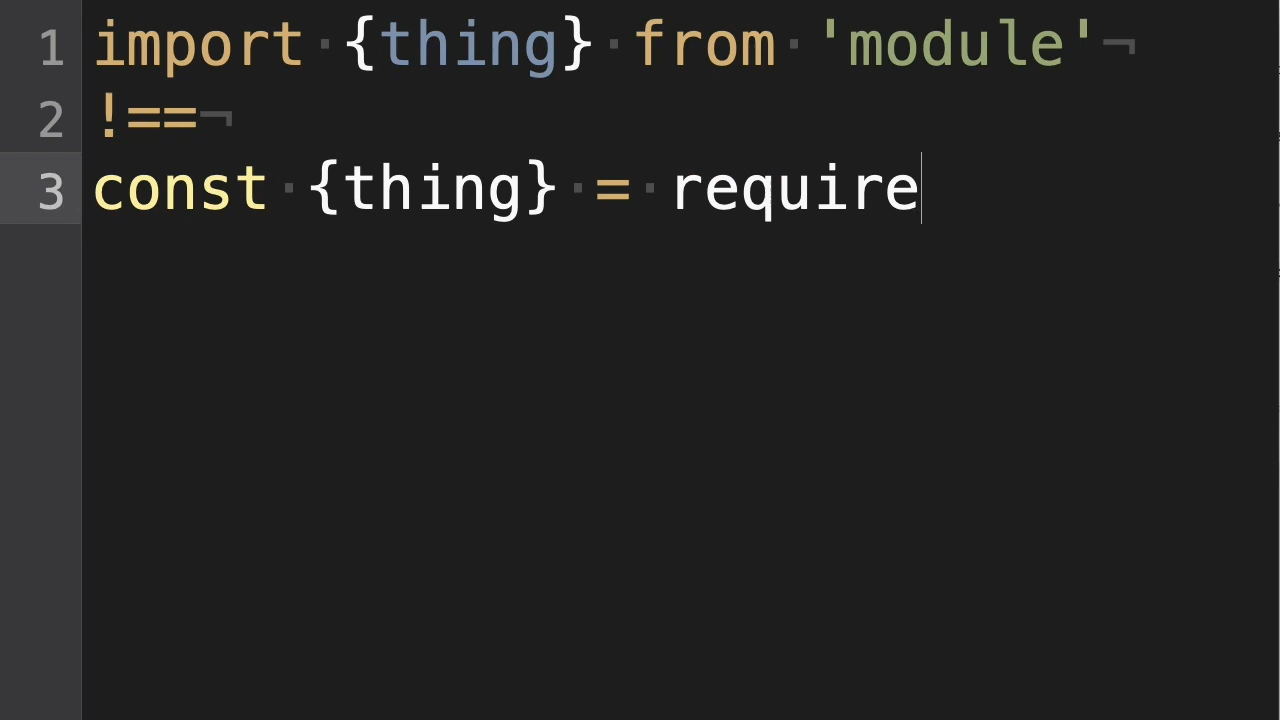 1 import {thing} from 'module'
2 !==
3 const {thing} = require